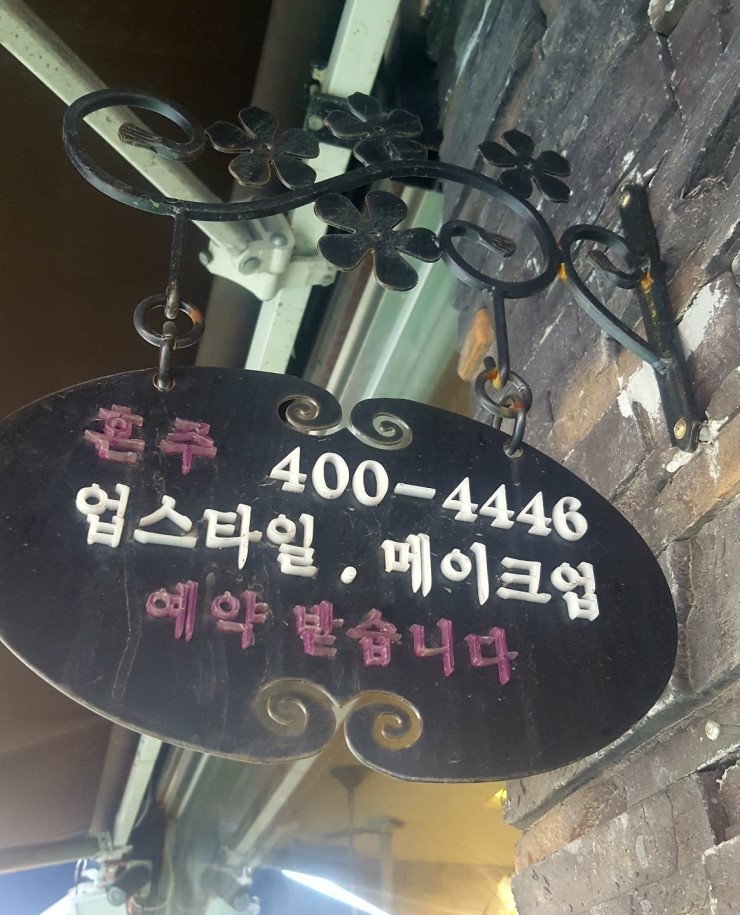 혼주 400-4446
업스타일 . 메이크업
예약 받습니다